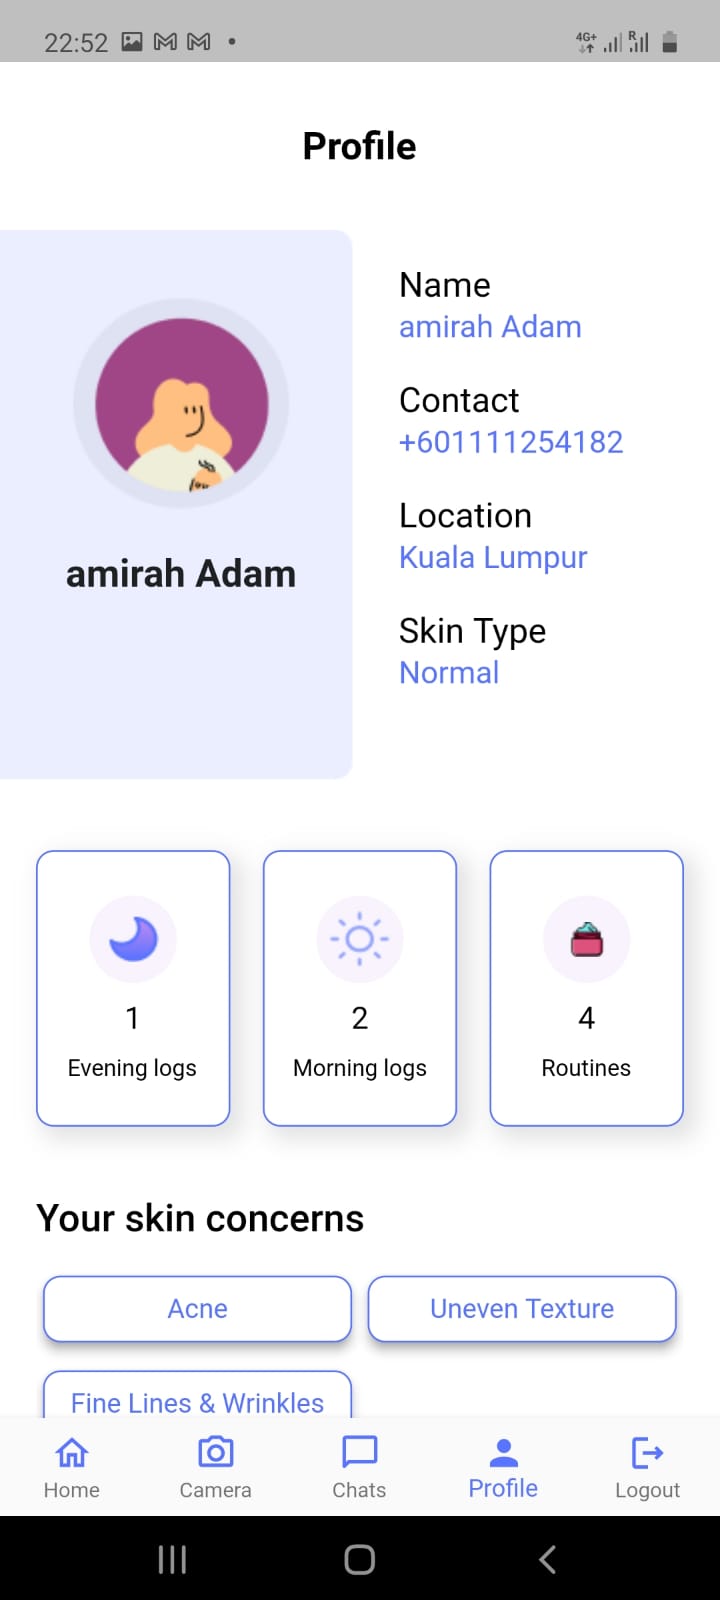 22:52
4G+ R
Profile
amirah Adam
Name
amirah Adam
Contact
+601111254182
Location
Kuala Lumpur
Skin Type
Normal
1
Evening logs
2
Morning logs
4
Routines
Your skin concerns
Acne
Uneven Texture
Fine Lines & Wrinkles
Home
Camera
Chats
Profile
Logout